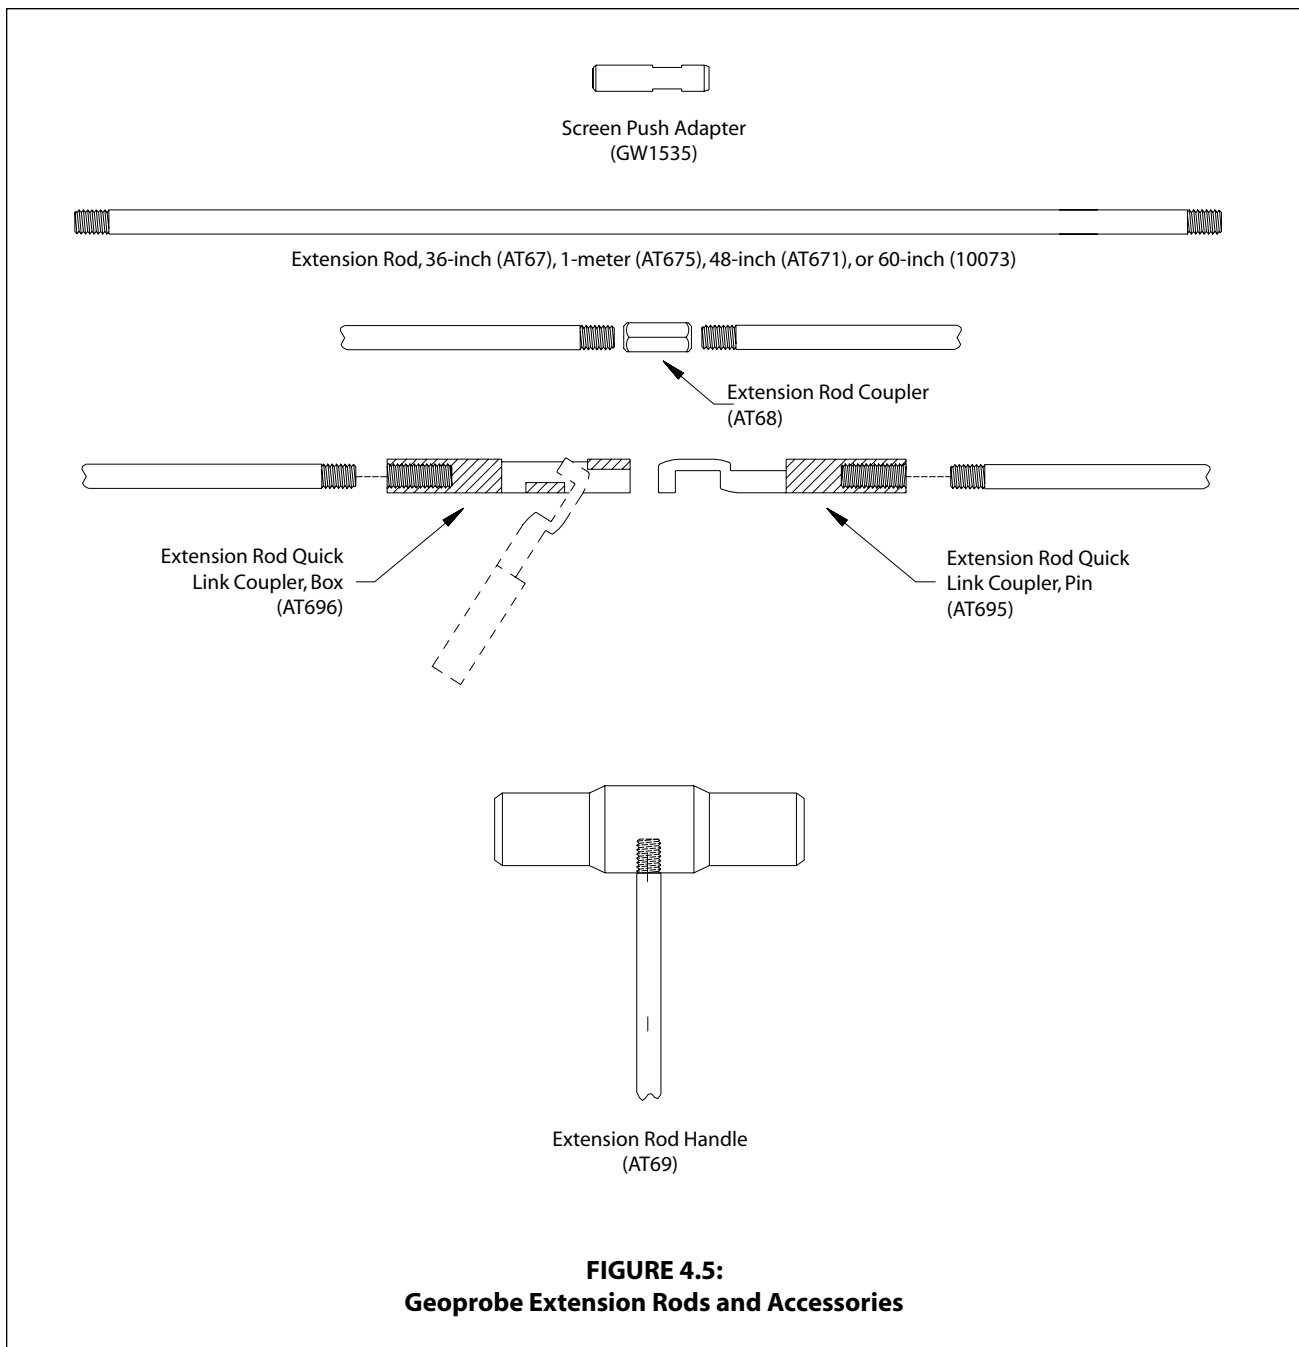 Screen Push Adapter
(GW1535)
Extension Rod, 36-inch (AT67), 1-meter (AT675), 48-inch (AT671), or 60-inch (10073)
Extension Rod Coupler
(AT68)
Extension Rod Quick
Link Coupler, Box
(AT696)
Extension Rod Quick
Link Coupler, Pin
(AT695)
Extension Rod Handle
(AT69)
FIGURE 4.5:
Geoprobe Extension Rods and Accessories